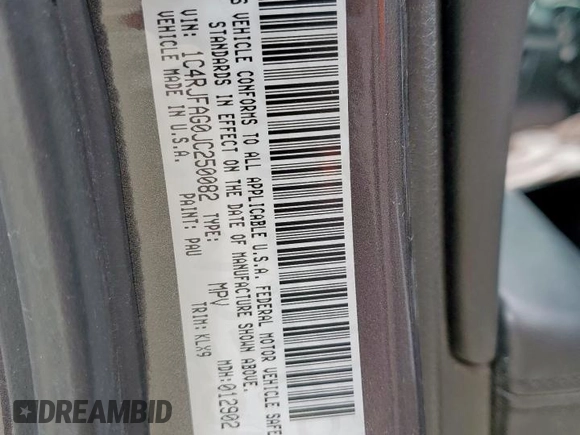 S VEHICLE CONFORMS TO ALL APPLICABLE U.S.A. FEDERAL MOTOR VEHICLE SAFE
STANDARDS IN EFFECT ON THE DATE OF MANUFACTURE SHOWN ABOVE.
VIN: 1C4RJFAG0JC250082 TYPE: MPV MDH:012902
VEHICLE MADE IN U.S.A. PAINT: PAU TRIM: KLX9
DREAMBID